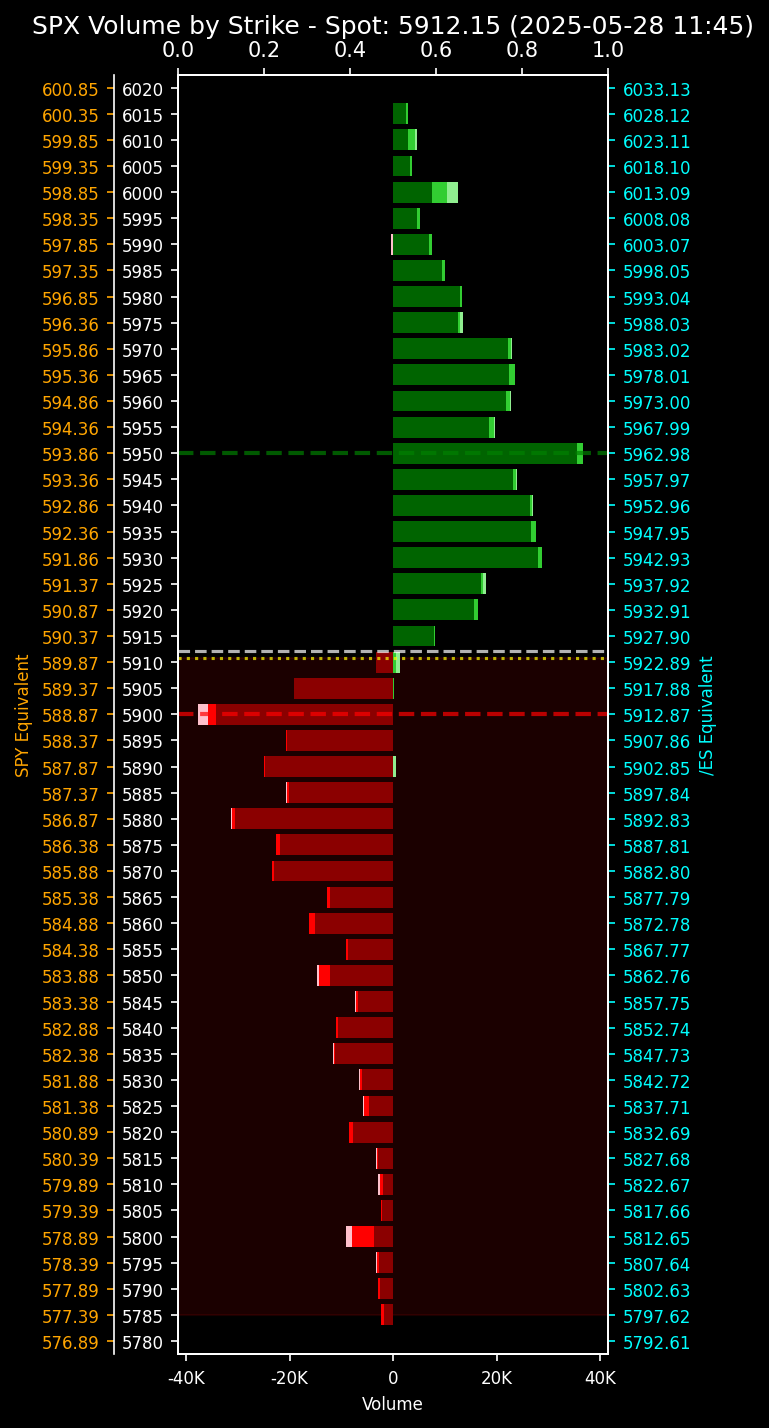 SPX Volume by Strike - Spot: 5912.15 (2025-05-28 11:45)
0.0 0.2 0.4 0.6 0.8 1.0
600.85 6020 6033.13
600.35 6015 6028.12
599.85 6010 6023.11
599.35 6005 6018.10
598.85 6000 6013.09
598.35 5995 6008.08
597.85 5990 6003.07
597.35 5985 5998.05
596.85 5980 5993.04
596.36 5975 5988.03
595.86 5970 5983.02
595.36 5965 5978.01
594.86 5960 5973.00
594.36 5955 5967.99
593.86 5950 5962.98
593.36 5945 5957.97
592.86 5940 5952.96
592.36 5935 5947.95
591.86 5930 5942.93
591.37 5925 5937.92
590.87 5920 5932.91
590.37 5915 5927.90
589.87 5910 5922.89
589.37 5905 5917.88
588.87 5900 5912.87
588.37 5895 5907.86
587.87 5890 5902.85
587.37 5885 5897.84
586.87 5880 5892.83
586.38 5875 5887.81
585.88 5870 5882.80
585.38 5865 5877.79
584.88 5860 5872.78
584.38 5855 5867.77
583.88 5850 5862.76
583.38 5845 5857.75
582.88 5840 5852.74
582.38 5835 5847.73
581.88 5830 5842.72
581.38 5825 5837.71
580.89 5820 5832.69
580.39 5815 5827.68
579.89 5810 5822.67
579.39 5805 5817.66
578.89 5800 5812.65
578.39 5795 5807.64
577.89 5790 5802.63
577.39 5785 5797.62
576.89 5780 5792.61
SPY Equivalent
/ES Equivalent
-40K -20K 0 20K 40K
Volume